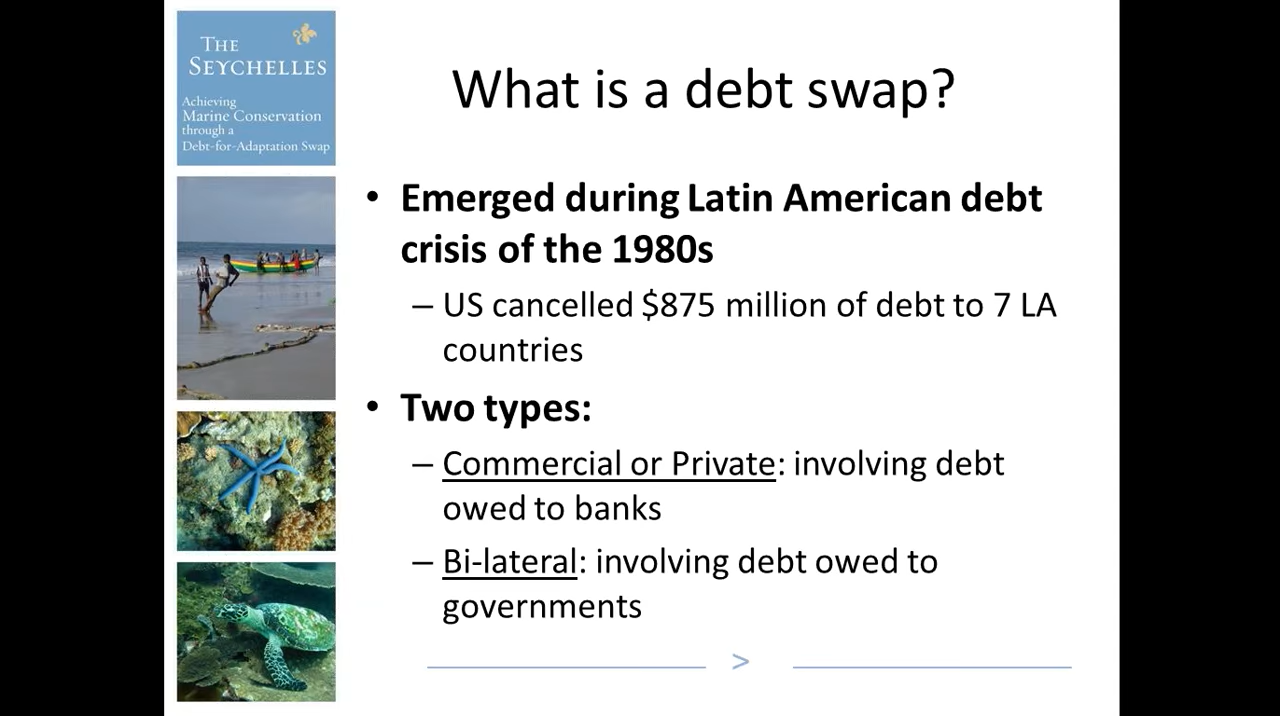 THE
SEYCHELLES
Achieving
Marine Conservation
through a
Debt-for-Adaptation Swap
What is a debt swap?
• Emerged during Latin American debt
crisis of the 1980s
– US cancelled $875 million of debt to 7 LA
countries
• Two types:
– Commercial or Private: involving debt
owed to banks
– Bi-lateral: involving debt owed to
governments
>